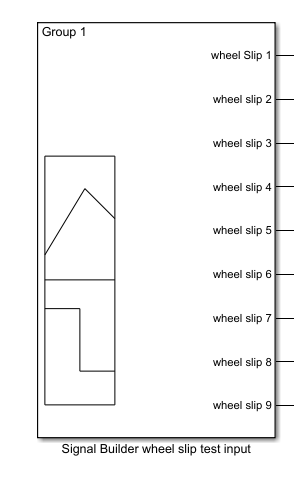 Group 1
wheel Slip 1
wheel slip 2
wheel slip 3
wheel slip 4
wheel slip 5
wheel slip 6
wheel slip 7
wheel slip 8
wheel slip 9
Signal Builder wheel slip test input